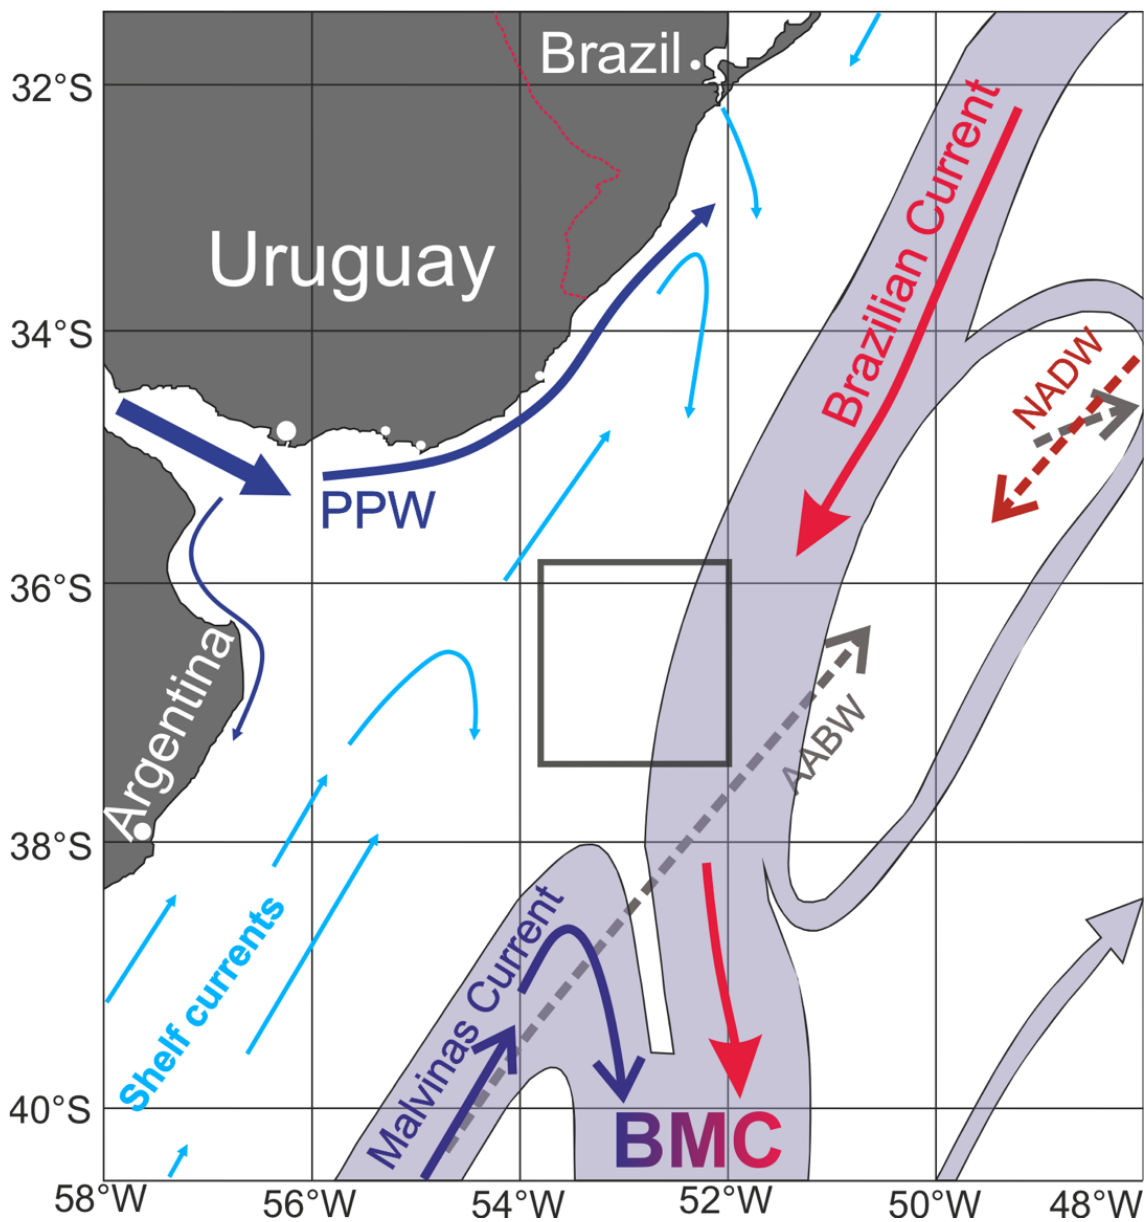 Brazil
32°S
Brazilian Current
Uruguay
34°S
NADW
PPW
36°S
Argentina
AABW
38°S
Malvinas Current
Shelf currents
40°S
BMC
58°W
56°W
54°W
52°W
50°W
48°W